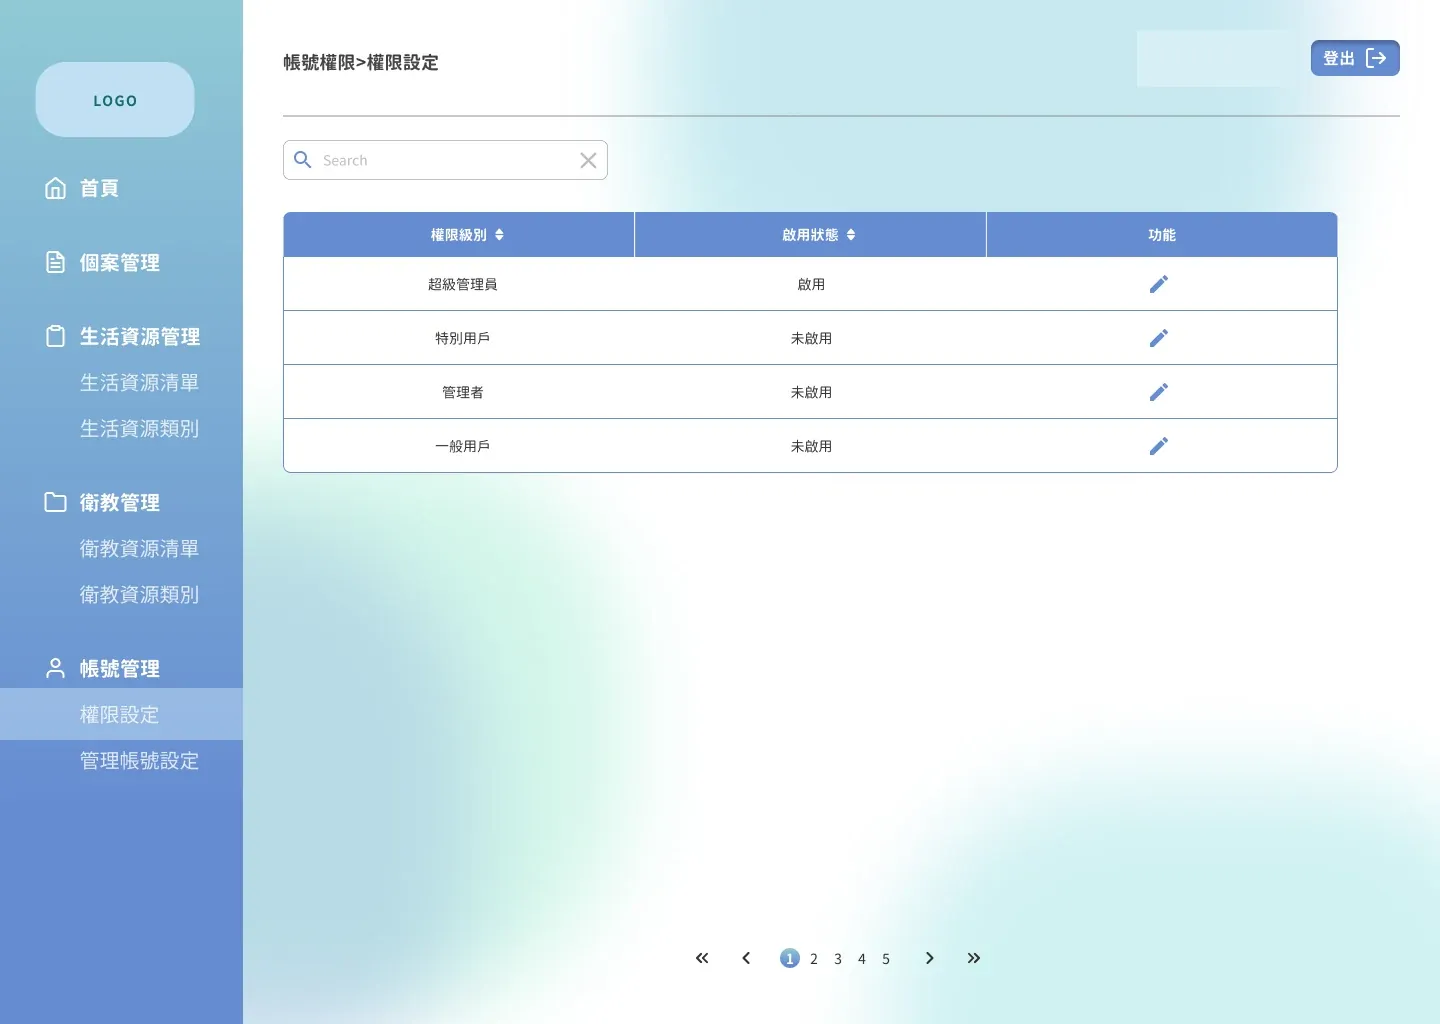 LOGO
首頁
個案管理
生活資源管理
生活資源清單
生活資源類別
衛教管理
衛教資源清單
衛教資源類別
帳號管理
權限設定
管理帳號設定
帳號權限>權限設定
登出
Search
權限級別 啟用狀態 功能
超級管理員 啟用
特別用戶 未啟用
管理者 未啟用
一般用戶 未啟用
1 2 3 4 5